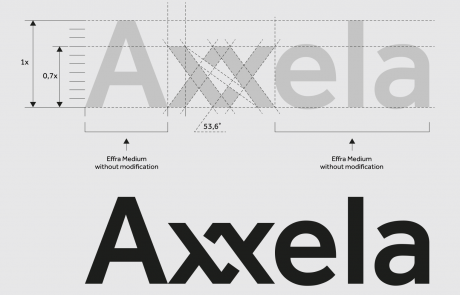 Axxela
1x
0,7x
53,6°
Effra Medium
without modification
Effra Medium
without modification
Axxela